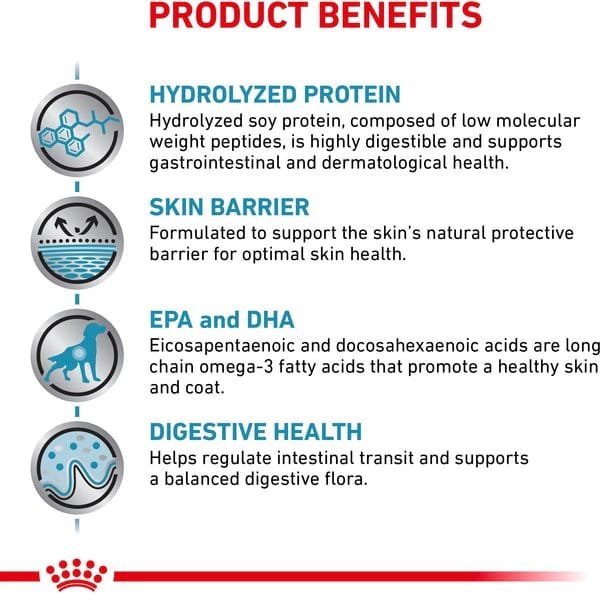 PRODUCT BENEFITS
HYDROLYZED PROTEIN
Hydrolyzed soy protein, composed of low molecular
weight peptides, is highly digestible and supports
gastrointestinal and dermatological health.
SKIN BARRIER
Formulated to support the skin’s natural protective
barrier for optimal skin health.
EPA and DHA
Eicosapentaenoic and docosahexaenoic acids are long
chain omega-3 fatty acids that promote a healthy skin
and coat.
DIGESTIVE HEALTH
Helps regulate intestinal transit and supports
a balanced digestive flora.